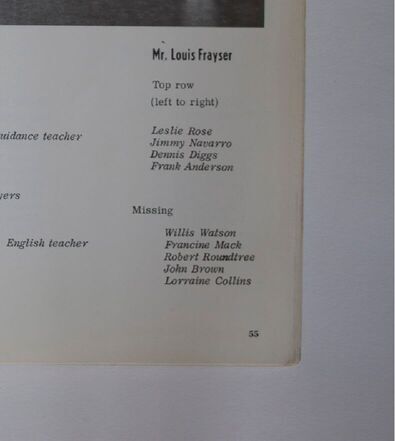 Mr. Louis Frayser
Top row
(left to right)
uidance teacher
Leslie Rose
Jimmy Navarro
Dennis Diggs
Frank Anderson
yers
Missing
English teacher
Willis Watson
Francine Mack
Robert Roundtree
John Brown
Lorraine Collins
55